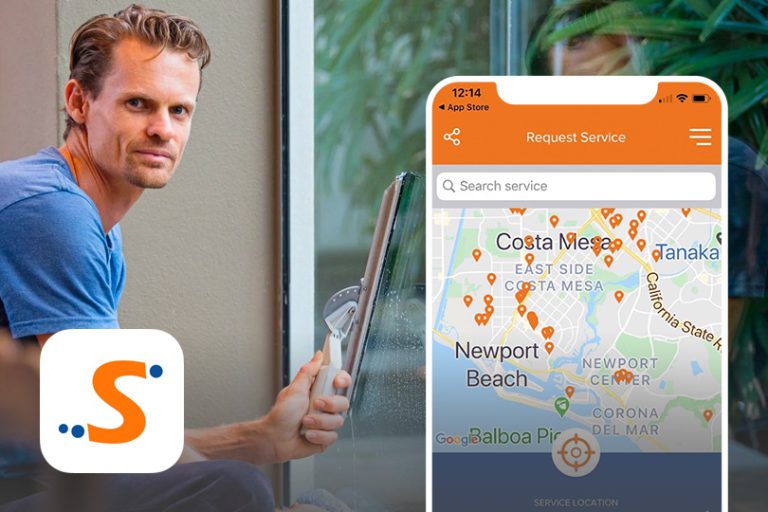 S
12:14
App Store
Request Service
Search service
Costa Mesa
Tanaka
EAST SIDE
COSTA MESA
California State R
Newport
Beach
NEWPORT
CENTER
CORONA
DEL MAR
Google
Balboa Pie
SERVICE LOCATION